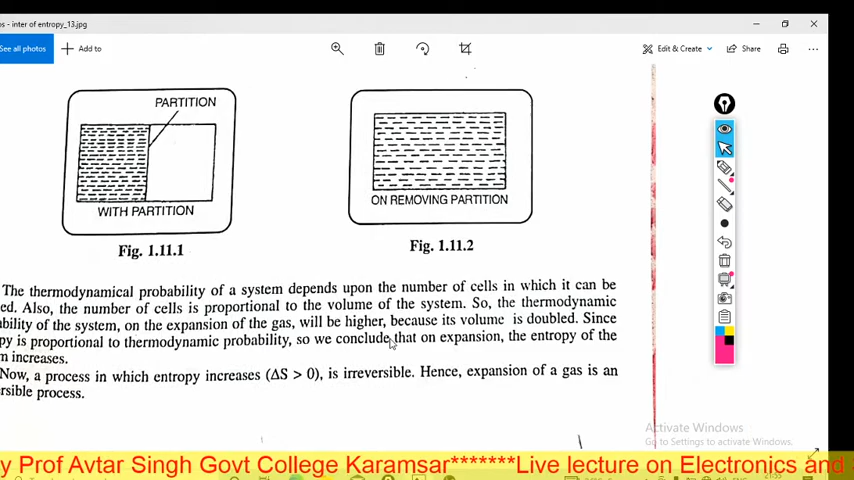 os - inter of entropy_13.jpg
See all photos
Add to
Edit & Create
Share
PARTITION
WITH PARTITION
Fig. 1.11.1
ON REMOVING PARTITION
Fig. 1.11.2
The thermodynamical probability of a system depends upon the number of cells in which it can be
ed. Also, the number of cells is proportional to the volume of the system. So, the thermodynamic
ability of the system, on the expansion of the gas, will be higher, because its volume is doubled. Since
py is proportional to thermodynamic probability, so we conclude that on expansion, the entropy of the
m increases.
Now, a process in which entropy increases (ΔS > 0), is irreversible. Hence, expansion of a gas is an
ersible process.
Activate Windows
Go to Settings to activate Windows.
y Prof Avtar Singh Govt College Karamsar*******Live lecture on Electronics and